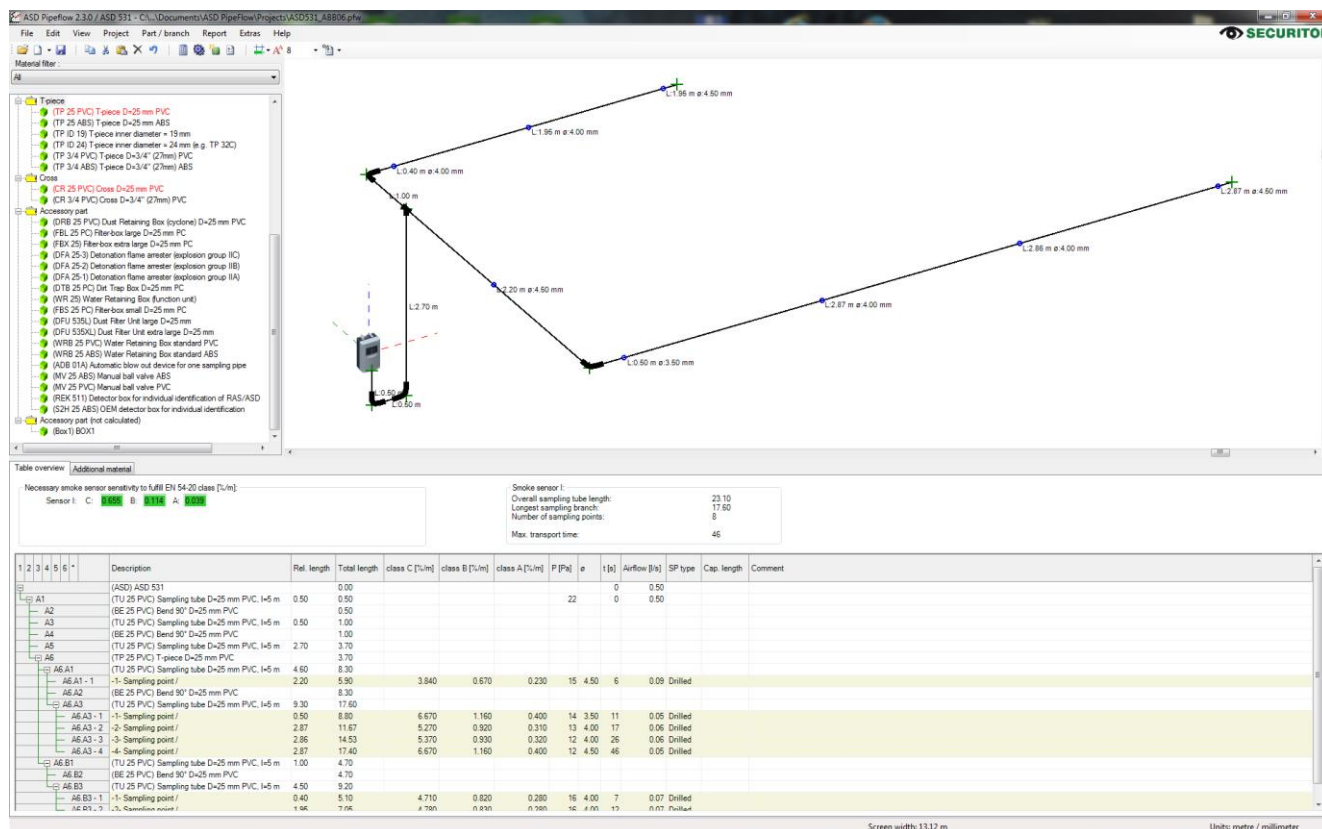 ASD Pipeflow 2.3.0 / ASD 531 - C:\...\Documents\ASD PipeFlow\Projects\ASD531_ABB06.pfw
File Edit View Project Part / branch Report Extras Help
SECURITO
8
Material filter :
All
T-piece
(TP 25 PVC) T-piece D=25 mm PVC
(TP 25 ABS) T-piece D=25 mm ABS
(TP ID 19) T-piece inner diameter = 19 mm
(TP ID 24) T-piece inner diameter = 24 mm (e.g. TP 32C)
(TP 3/4 PVC) T-piece D=3/4" (27mm) PVC
(TP 3/4 ABS) T-piece D=3/4" (27mm) ABS
Cross
(CR 25 PVC) Cross D=25 mm PVC
(CR 3/4 PVC) Cross D=3/4" (27mm) PVC
Accessory part
(DRB 25 PVC) Dust Retaining Box (cyclone) D=25 mm PVC
(FBL 25 PC) Filter-box large D=25 mm PC
(FBX 25) Filter-box extra large D=25 mm PC
(DFA 25-3) Detonation flame arrester (explosion group IIC)
(DFA 25-2) Detonation flame arrester (explosion group IIB)
(DFA 25-1) Detonation flame arrester (explosion group IIA)
(DTB 25 PC) Dirt Trap Box D=25 mm PC
(WR 25) Water Retaining Box (function unit)
(FBS 25 PC) Filter-box small D=25 mm PC
(DFU 535L) Dust Filter Unit large D=25 mm
(DFU 535XL) Dust Filter Unit extra large D=25 mm
(WRB 25 PVC) Water Retaining Box standard PVC
(WRB 25 ABS) Water Retaining Box standard ABS
(ADB 01A) Automatic blow out device for one sampling pipe
(MV 25 ABS) Manual ball valve ABS
(MV 25 PVC) Manual ball valve PVC
(REK 511) Detector box for individual identification of RAS/ASD
(S2H 25 ABS) OEM detector box for individual identification
Accessory part (not calculated)
(Box1) BOX1
L:1.95 m ø:4.50 mm
L:1.95 m ø:4.00 mm
L:0.40 m ø:4.00 mm
L:1.00 m
L:2.87 m ø:4.50 mm
L:2.86 m ø:4.00 mm
L:2.20 m ø:4.50 mm
L:2.87 m ø:4.00 mm
L:2.70 m
L:0.50 m ø:3.50 mm
L:0.50
L:0.50 m
Table overview Additional material
Necessary smoke sensor sensitivity to fulfill EN 54-20 class [%/m]:
Sensor I: C: 0.655 B: 0.114 A: 0.039
Smoke sensor I:
Overall sampling tube length: 23.10
Longest sampling branch: 17.60
Number of sampling points: 8
Max. transport time: 46
1 2 3 4 5 6 * Description Rel. length Total length class C [%/m] class B [%/m] class A [%/m] P [Pa] ø t [s] Airflow [l/s] SP type Cap. length Comment
(ASD) ASD 531 0.00 0 0.50
A1 (TU 25 PVC) Sampling tube D=25 mm PVC, l=5 m 0.50 0.50 22 0 0.50
A2 (BE 25 PVC) Bend 90° D=25 mm PVC 0.50
A3 (TU 25 PVC) Sampling tube D=25 mm PVC, l=5 m 0.50 1.00
A4 (BE 25 PVC) Bend 90° D=25 mm PVC 1.00
A5 (TU 25 PVC) Sampling tube D=25 mm PVC, l=5 m 2.70 3.70
A6 (TP 25 PVC) T-piece D=25 mm PVC 3.70
A6.A1 (TU 25 PVC) Sampling tube D=25 mm PVC, l=5 m 4.60 8.30
A6.A1 - 1 -1- Sampling point / 2.20 5.90 3.840 0.670 0.230 15 4.50 6 0.09 Drilled
A6.A2 (BE 25 PVC) Bend 90° D=25 mm PVC 8.30
A6.A3 (TU 25 PVC) Sampling tube D=25 mm PVC, l=5 m 9.30 17.60
A6.A3 - 1 -1- Sampling point / 0.50 8.80 6.670 1.160 0.400 14 3.50 11 0.05 Drilled
A6.A3 - 2 -2- Sampling point / 2.87 11.67 5.270 0.920 0.310 13 4.00 17 0.06 Drilled
A6.A3 - 3 -3- Sampling point / 2.86 14.53 5.370 0.930 0.320 12 4.00 26 0.06 Drilled
A6.A3 - 4 -4- Sampling point / 2.87 17.40 6.670 1.160 0.400 12 4.50 46 0.05 Drilled
A6.B1 (TU 25 PVC) Sampling tube D=25 mm PVC, l=5 m 1.00 4.70
A6.B2 (BE 25 PVC) Bend 90° D=25 mm PVC 4.70
A6.B3 (TU 25 PVC) Sampling tube D=25 mm PVC, l=5 m 4.50 9.20
A6.B3 - 1 -1- Sampling point / 0.40 5.10 4.710 0.820 0.280 16 4.00 7 0.07 Drilled
A6.B3 - 2 -2- Sampling point / 1.95 7.05 4.780 0.830 0.280 16 4.00 12 0.07 Drilled
Screen width: 13.12 m Units: metre / millimeter